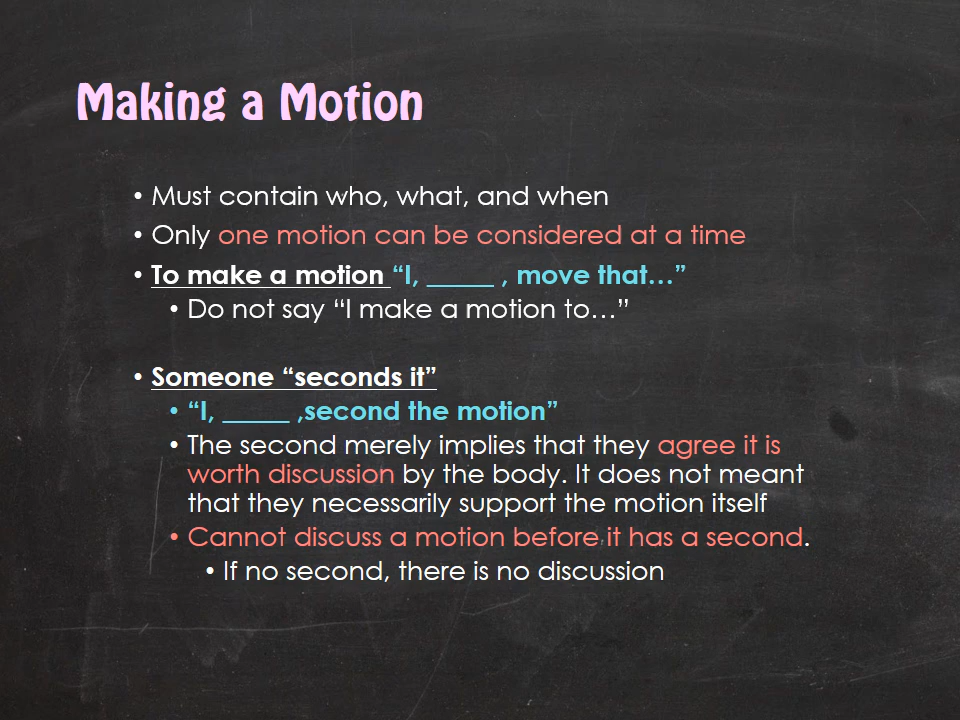 Making a Motion
• Must contain who, what, and when
• Only one motion can be considered at a time
• To make a motion “I, _____ , move that…”
• Do not say “I make a motion to…”
• Someone “seconds it”
• “I, _____ ,second the motion”
• The second merely implies that they agree it is
worth discussion by the body. It does not meant
that they necessarily support the motion itself
• Cannot discuss a motion before it has a second.
• If no second, there is no discussion